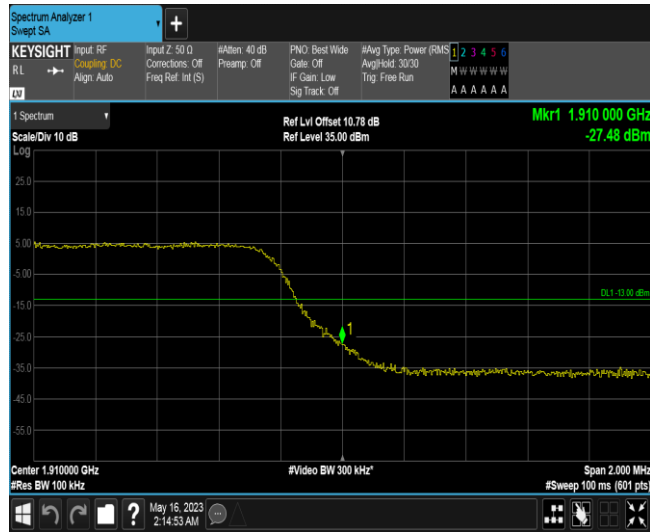 Spectrum Analyzer 1
Swept SA
+
KEYSIGHT Input: RF Input Z: 50 Ω #Atten: 40 dB PNO: Best Wide #Avg Type: Power (RMS 1 2 3 4 5 6
RL Coupling: DC Corrections: Off Preamp: Off Gate: Off Avg|Hold: 30/30 M W W W W W
Align: Auto Freq Ref: Int (S) IF Gain: Low Trig: Free Run
LXI Sig Track: Off A A A A A A
1 Spectrum Ref Lvl Offset 10.78 dB Mkr1 1.910 000 GHz
Scale/Div 10 dB Ref Level 35.00 dBm -27.48 dBm
Log
25.0
15.0
5.00
-5.00
DL1 -13.00 dBm
-15.0
1
-25.0
-35.0
-45.0
-55.0
Center 1.910000 GHz #Video BW 300 kHz* Span 2.000 MHz
#Res BW 100 kHz #Sweep 100 ms (601 pts)
? May 16, 2023
2:14:53 AM